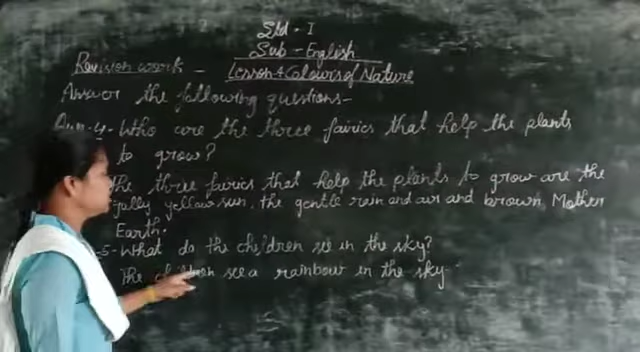 Std - I
Sub - English
Revision work - Lesson-4 Colours of Nature
Answer the following questions-
Que-4- Who are the three fairies that help the plants
to grow?
The three fairies that help the plants to grow are the
jolly yellow sun, the gentle rain and air and brown, Mother
Earth.
5- What do the children see in the sky?
The children see a rainbow in the sky